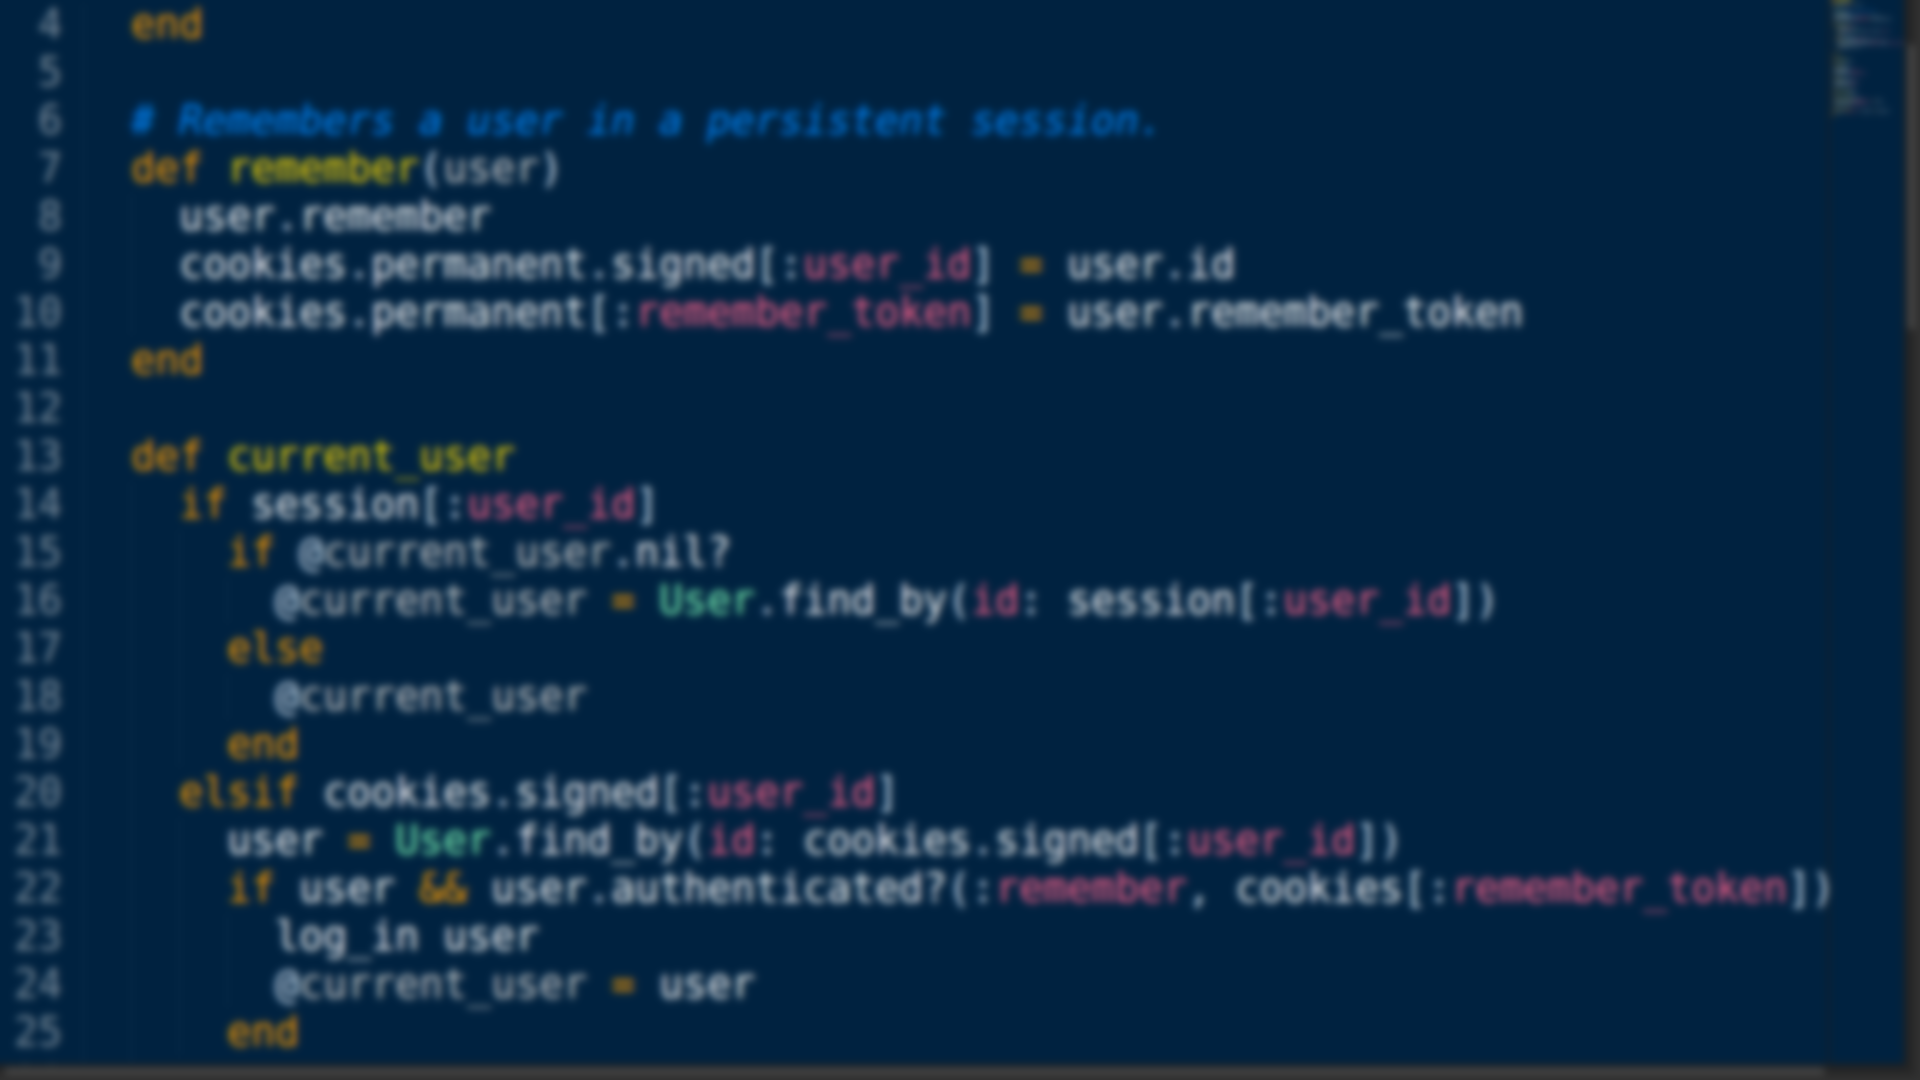 4 end
5
6 # Remembers a user in a persistent session.
7 def remember(user)
8 user.remember
9 cookies.permanent.signed[:user_id] = user.id
10 cookies.permanent[:remember_token] = user.remember_token
11 end
12
13 def current_user
14 if session[:user_id]
15 if @current_user.nil?
16 @current_user = User.find_by(id: session[:user_id])
17 else
18 @current_user
19 end
20 elsif cookies.signed[:user_id]
21 user = User.find_by(id: cookies.signed[:user_id])
22 if user && user.authenticated?(:remember, cookies[:remember_token])
23 log_in user
24 @current_user = user
25 end